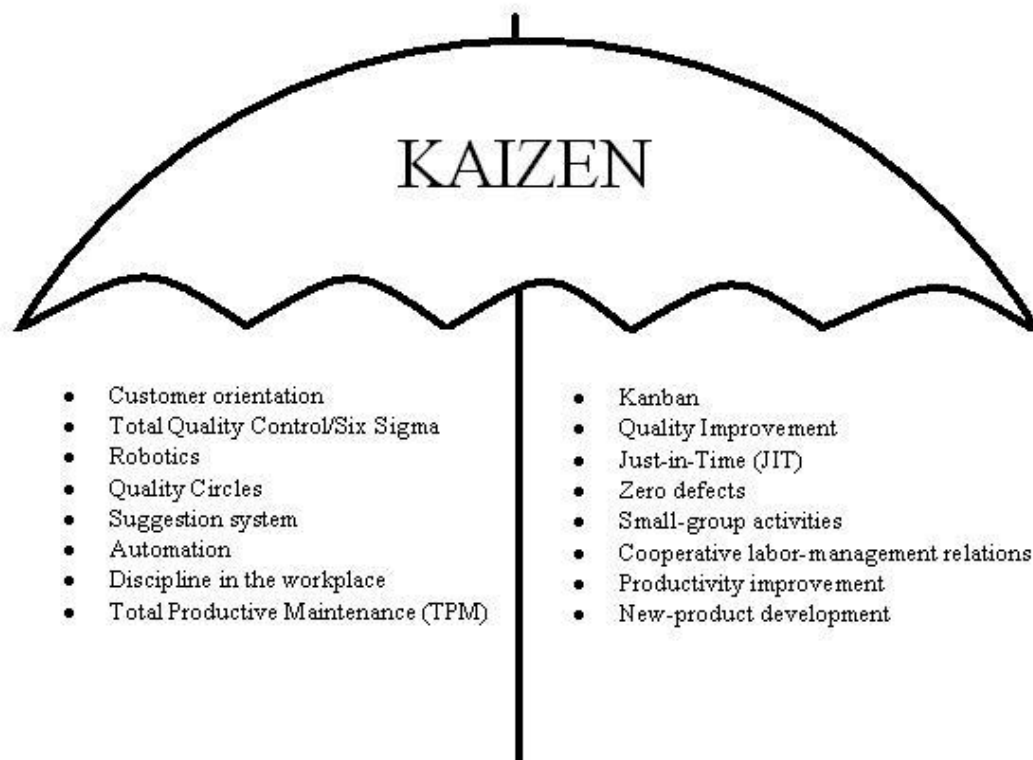 KAIZEN
• Customer orientation
• Total Quality Control/Six Sigma
• Robotics
• Quality Circles
• Suggestion system
• Automation
• Discipline in the workplace
• Total Productive Maintenance (TPM)
• Kanban
• Quality Improvement
• Just-in-Time (JIT)
• Zero defects
• Small-group activities
• Cooperative labor-management relations
• Productivity improvement
• New-product development